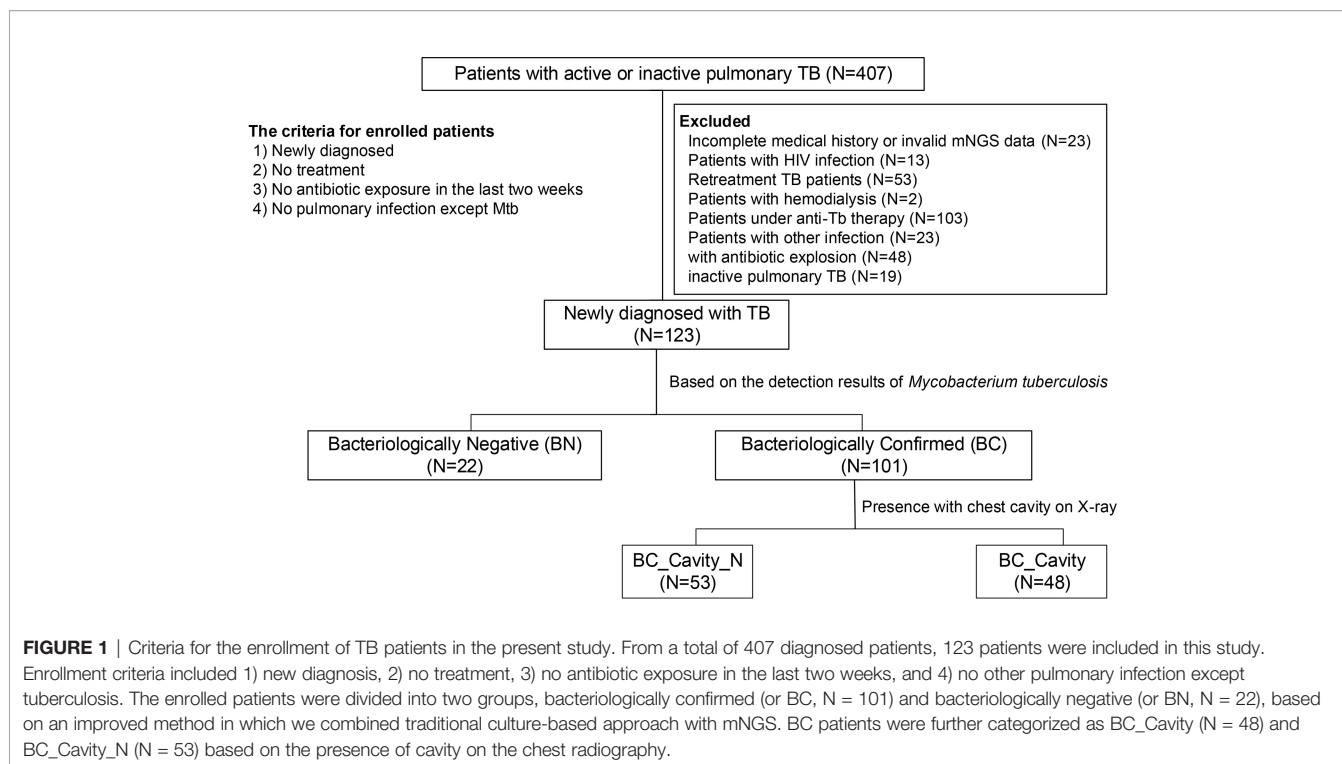 Patients with active or inactive pulmonary TB (N=407)
The criteria for enrolled patients
1) Newly diagnosed
2) No treatment
3) No antibiotic exposure in the last two weeks
4) No pulmonary infection except Mtb
Excluded
Incomplete medical history or invalid mNGS data (N=23)
Patients with HIV infection (N=13)
Retreatment TB patients (N=53)
Patients with hemodialysis (N=2)
Patients under anti-Tb therapy (N=103)
Patients with other infection (N=23)
with antibiotic explosion (N=48)
inactive pulmonary TB (N=19)
Newly diagnosed with TB
(N=123)
Based on the detection results of Mycobacterium tuberculosis
Bacteriologically Negative (BN)
(N=22)
Bacteriologically Confirmed (BC)
(N=101)
Presence with chest cavity on X-ray
BC_Cavity_N
(N=53)
BC_Cavity
(N=48)
FIGURE 1 | Criteria for the enrollment of TB patients in the present study. From a total of 407 diagnosed patients, 123 patients were included in this study.
Enrollment criteria included 1) new diagnosis, 2) no treatment, 3) no antibiotic exposure in the last two weeks, and 4) no other pulmonary infection except
tuberculosis. The enrolled patients were divided into two groups, bacteriologically confirmed (or BC, N = 101) and bacteriologically negative (or BN, N = 22), based
on an improved method in which we combined traditional culture-based approach with mNGS. BC patients were further categorized as BC_Cavity (N = 48) and
BC_Cavity_N (N = 53) based on the presence of cavity on the chest radiography.